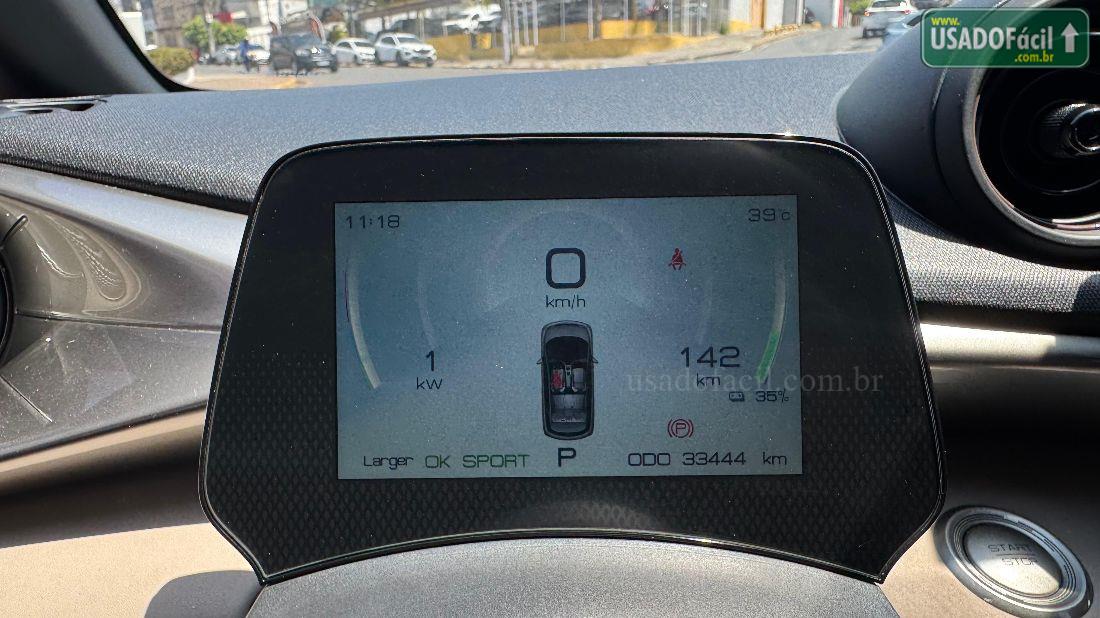 www.
USADOFácil
.com.br
11:18
39°c
0
km/h
1
kW
142
km
usadofacil.com.br
35%
P
Larger OK SPORT P ODO 33444 km
START
STOP